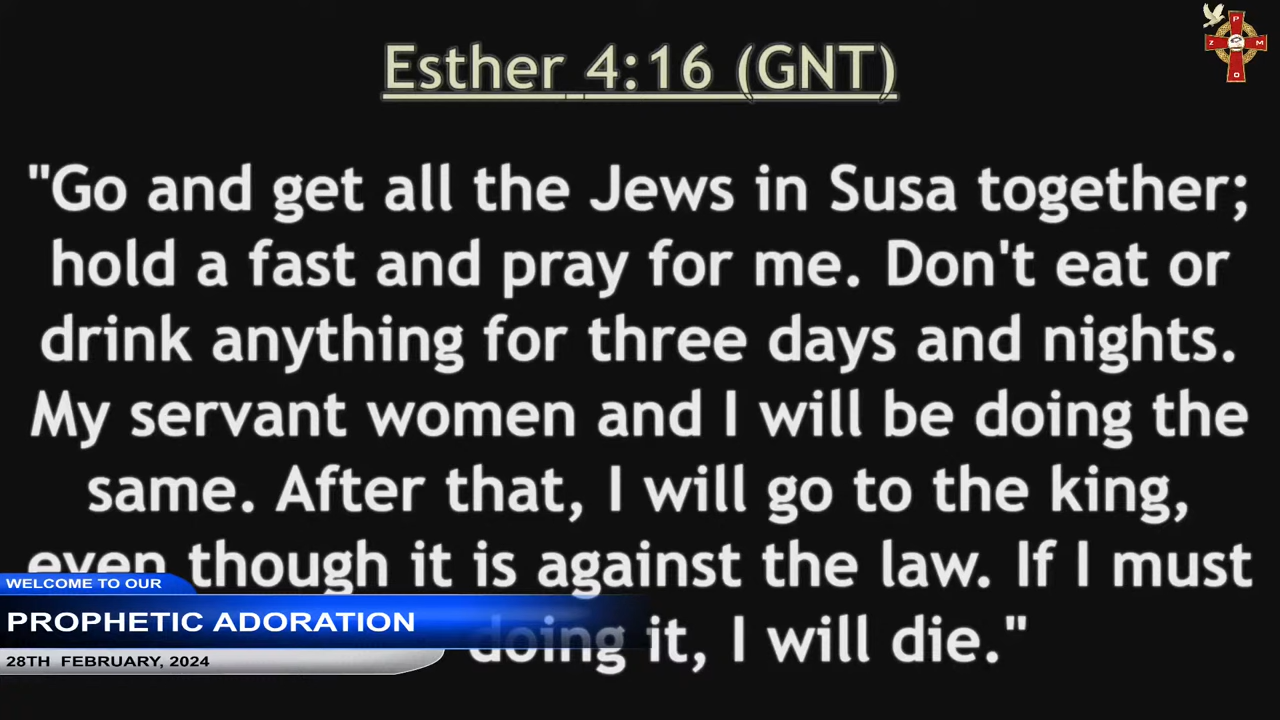 Esther 4:16 (GNT)
"Go and get all the Jews in Susa together;
hold a fast and pray for me. Don't eat or
drink anything for three days and nights.
My servant women and I will be doing the
same. After that, I will go to the king,
even though it is against the law. If I must
doing it, I will die."
WELCOME TO OUR
PROPHETIC ADORATION
28TH FEBRUARY, 2024
P
Z M
O